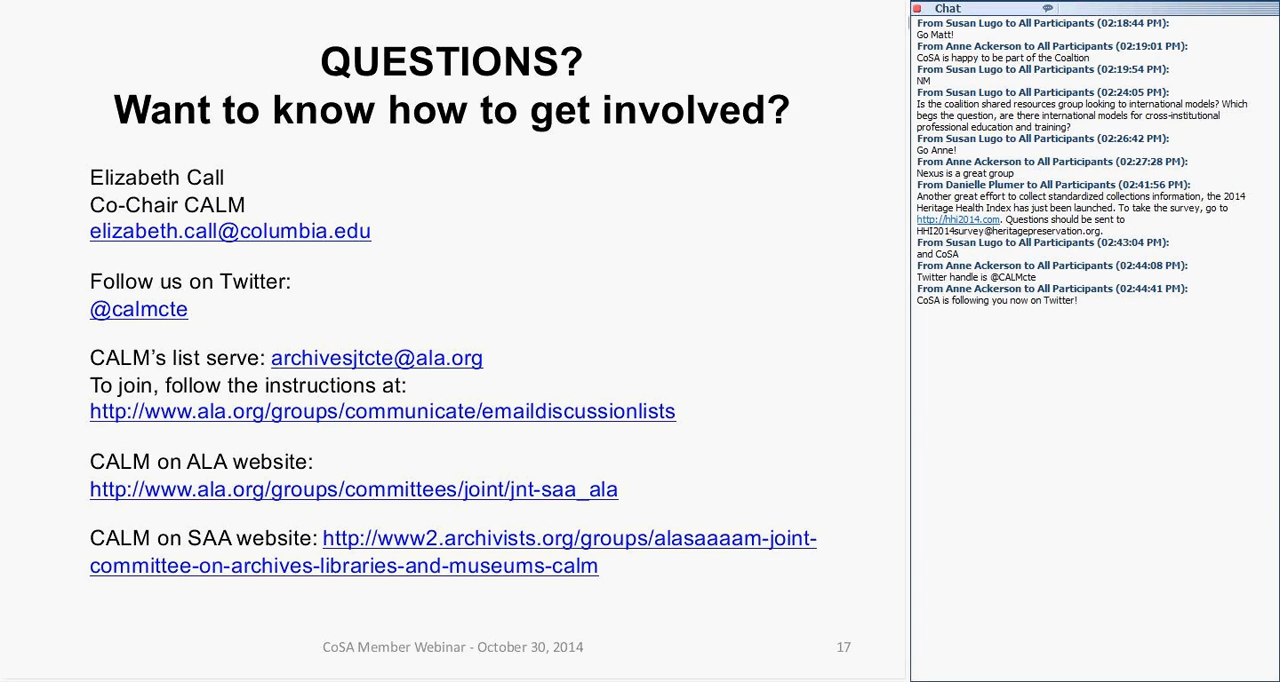 QUESTIONS?
Want to know how to get involved?
Elizabeth Call
Co-Chair CALM
elizabeth.call@columbia.edu
Follow us on Twitter:
@calmcte
CALM’s list serve: archivesjtcte@ala.org
To join, follow the instructions at:
http://www.ala.org/groups/communicate/emaildiscussionlists
CALM on ALA website:
http://www.ala.org/groups/committees/joint/jnt-saa_ala
CALM on SAA website: http://www2.archivists.org/groups/alasaaaam-joint-
committee-on-archives-libraries-and-museums-calm
CoSA Member Webinar - October 30, 2014
17
Chat
From Susan Lugo to All Participants (02:18:44 PM):
Go Matt!
From Anne Ackerson to All Participants (02:19:01 PM):
CoSA is happy to be part of the Coaltion
From Susan Lugo to All Participants (02:19:54 PM):
NM
From Susan Lugo to All Participants (02:24:05 PM):
Is the coalition shared resources group looking to international models? Which
begs the question, are there international models for cross-institutional
professional education and training?
From Susan Lugo to All Participants (02:26:42 PM):
Go Anne!
From Anne Ackerson to All Participants (02:27:28 PM):
Nexus is a great group
From Danielle Plumer to All Participants (02:41:56 PM):
Another great effort to collect standardized collections information, the 2014
Heritage Health Index has just been launched. To take the survey, go to
http://hhi2014.com. Questions should be sent to
HHI2014survey@heritagepreservation.org.
From Susan Lugo to All Participants (02:43:04 PM):
and CoSA
From Anne Ackerson to All Participants (02:44:08 PM):
Twitter handle is @CALMcte
From Anne Ackerson to All Participants (02:44:41 PM):
CoSA is following you now on Twitter!